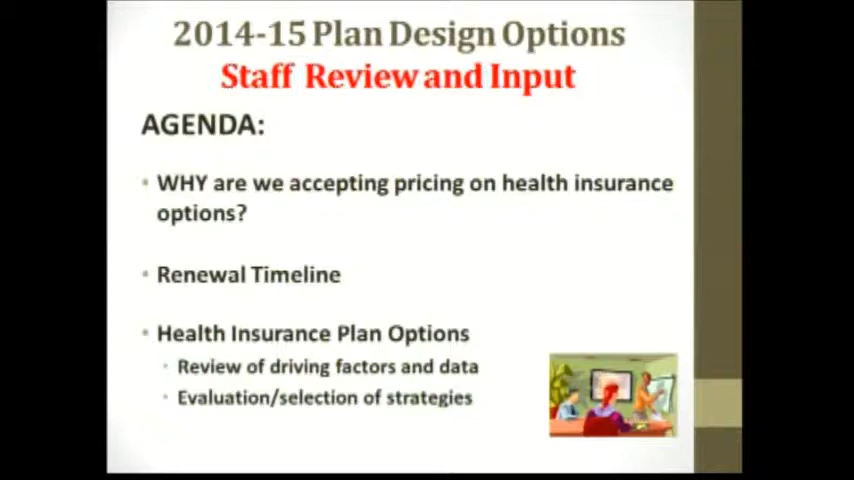 2014-15 Plan Design Options
Staff Review and Input
AGENDA:
• WHY are we accepting pricing on health insurance
options?
• Renewal Timeline
• Health Insurance Plan Options
• Review of driving factors and data
• Evaluation/selection of strategies